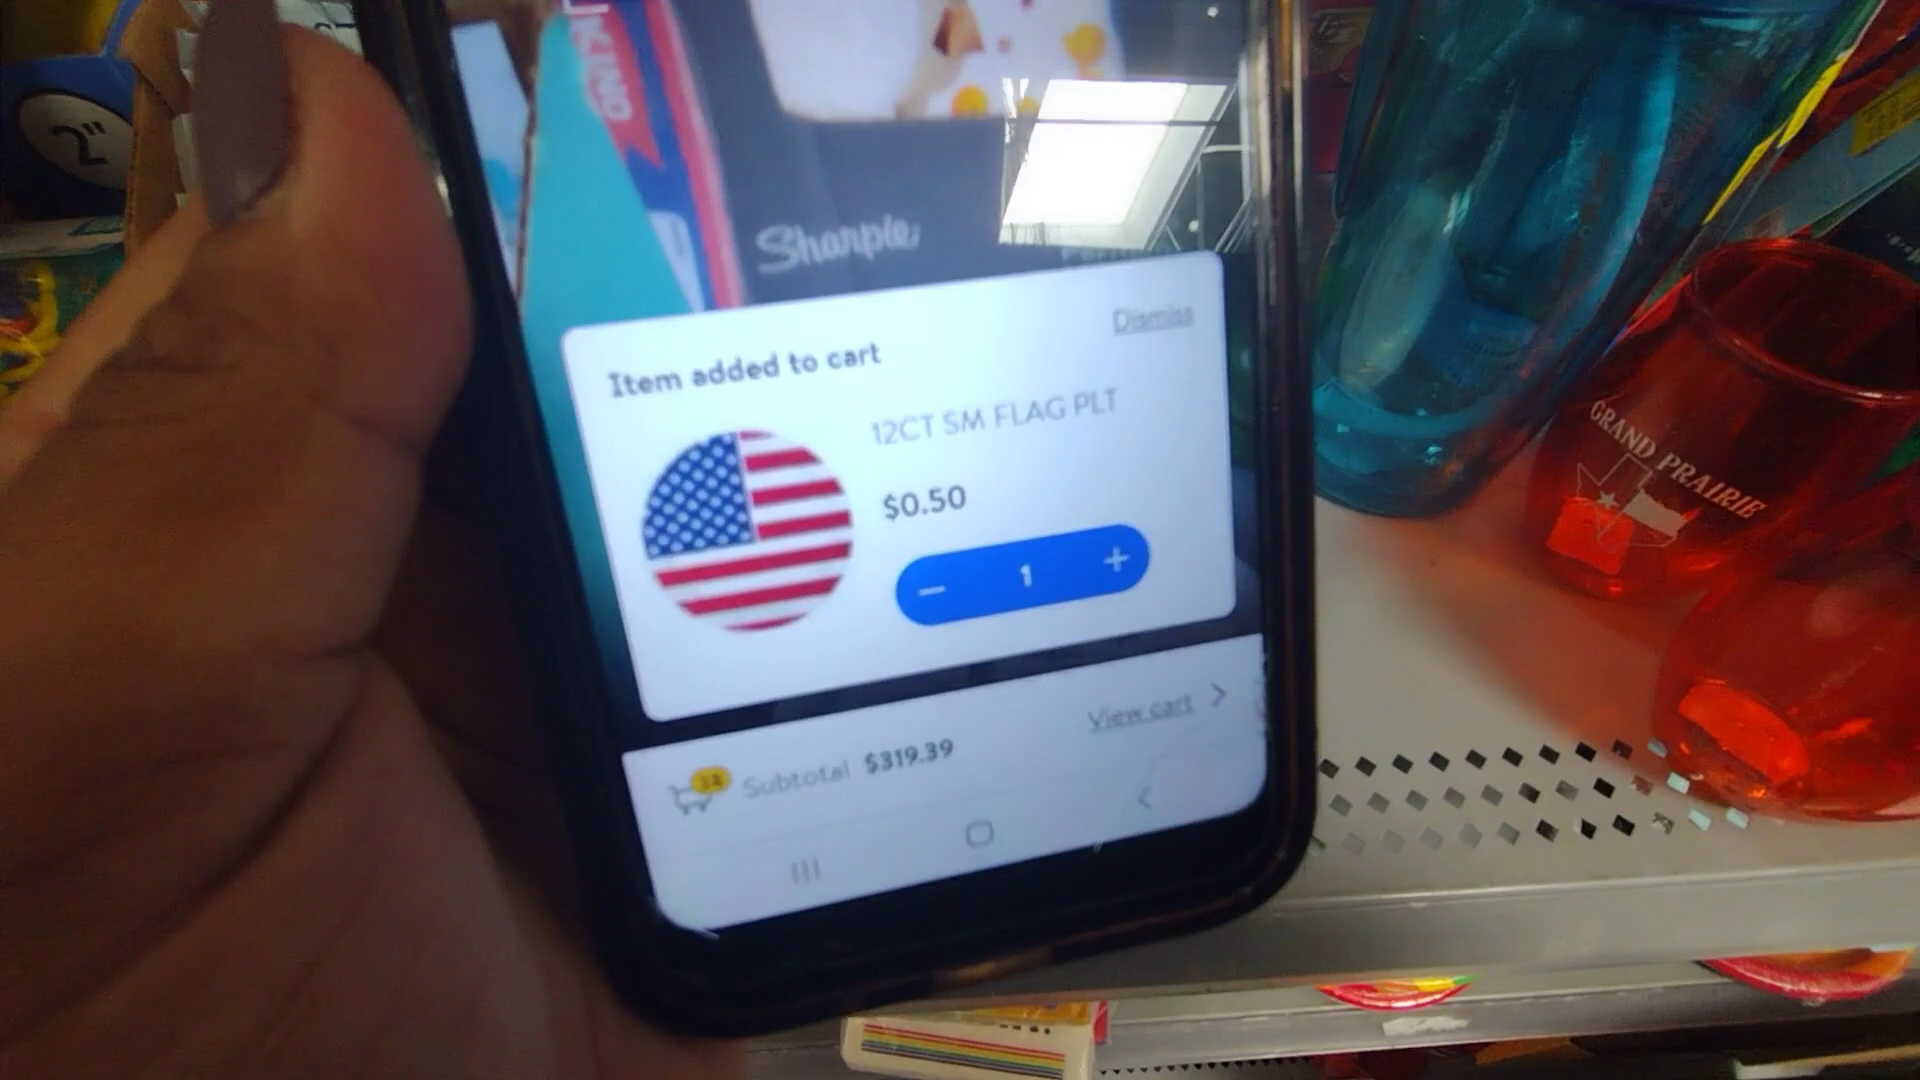 2"
Sharpie
Dismiss
Item added to cart
12CT SM FLAG PLT
$0.50
− 1 +
View cart >
Subtotal $319.39
GRAND PRAIRIE